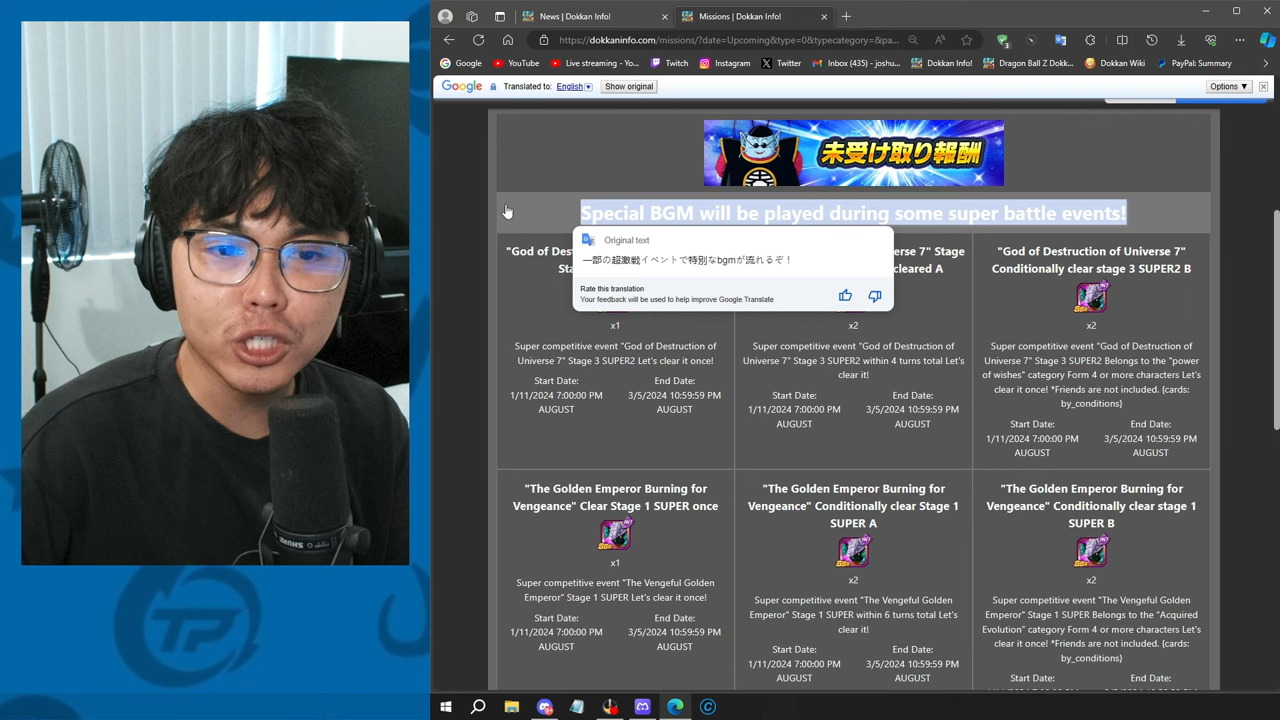 News | Dokkan Info!
Missions | Dokkan Info!
https://dokkaninfo.com/missions/?date=Upcoming&type=0&typecategory=&pa...
Google
YouTube
Live streaming - Yo...
Twitch
Instagram
Twitter
Inbox (435) - joshu...
Dokkan Info!
Dragon Ball Z Dokk...
Dokkan Wiki
PayPal: Summary
Google
Translated to: English
Show original
Options ▼
未受け取り報酬
Special BGM will be played during some super battle events!
Original text
一部の超激戦イベントで特別なbgmが流れるぞ！
Rate this translation
Your feedback will be used to help improve Google Translate
"God of Dest
Sta
x1
Super competitive event "God of Destruction of
Universe 7" Stage 3 SUPER2 Let's clear it once!
Start Date:
End Date:
1/11/2024 7:00:00 PM
3/5/2024 10:59:59 PM
AUGUST
AUGUST
erse 7" Stage
cleared A
x2
Super competitive event "God of Destruction of
Universe 7" Stage 3 SUPER2 within 4 turns total Let's
clear it!
Start Date:
End Date:
1/11/2024 7:00:00 PM
3/5/2024 10:59:59 PM
AUGUST
AUGUST
"God of Destruction of Universe 7"
Conditionally clear stage 3 SUPER2 B
x2
Super competitive event "God of Destruction of
Universe 7" Stage 3 SUPER2 Belongs to the "power
of wishes" category Form 4 or more characters Let's
clear it once! *Friends are not included. {cards:
by_conditions}
Start Date:
End Date:
1/11/2024 7:00:00 PM
3/5/2024 10:59:59 PM
AUGUST
AUGUST
"The Golden Emperor Burning for
Vengeance" Clear Stage 1 SUPER once
x1
Super competitive event "The Vengeful Golden
Emperor" Stage 1 SUPER Let's clear it once!
Start Date:
End Date:
1/11/2024 7:00:00 PM
3/5/2024 10:59:59 PM
AUGUST
AUGUST
"The Golden Emperor Burning for
Vengeance" Conditionally clear Stage 1
SUPER A
x2
Super competitive event "The Vengeful Golden
Emperor" Stage 1 SUPER within 6 turns total Let's
clear it!
Start Date:
End Date:
1/11/2024 7:00:00 PM
3/5/2024 10:59:59 PM
AUGUST
AUGUST
"The Golden Emperor Burning for
Vengeance" Conditionally clear stage 1
SUPER B
x2
Super competitive event "The Vengeful Golden
Emperor" Stage 1 SUPER Belongs to the "Acquired
Evolution" category Form 4 or more characters Let's
clear it once! *Friends are not included. {cards:
by_conditions}
Start Date:
End Date:
SHURE
TP